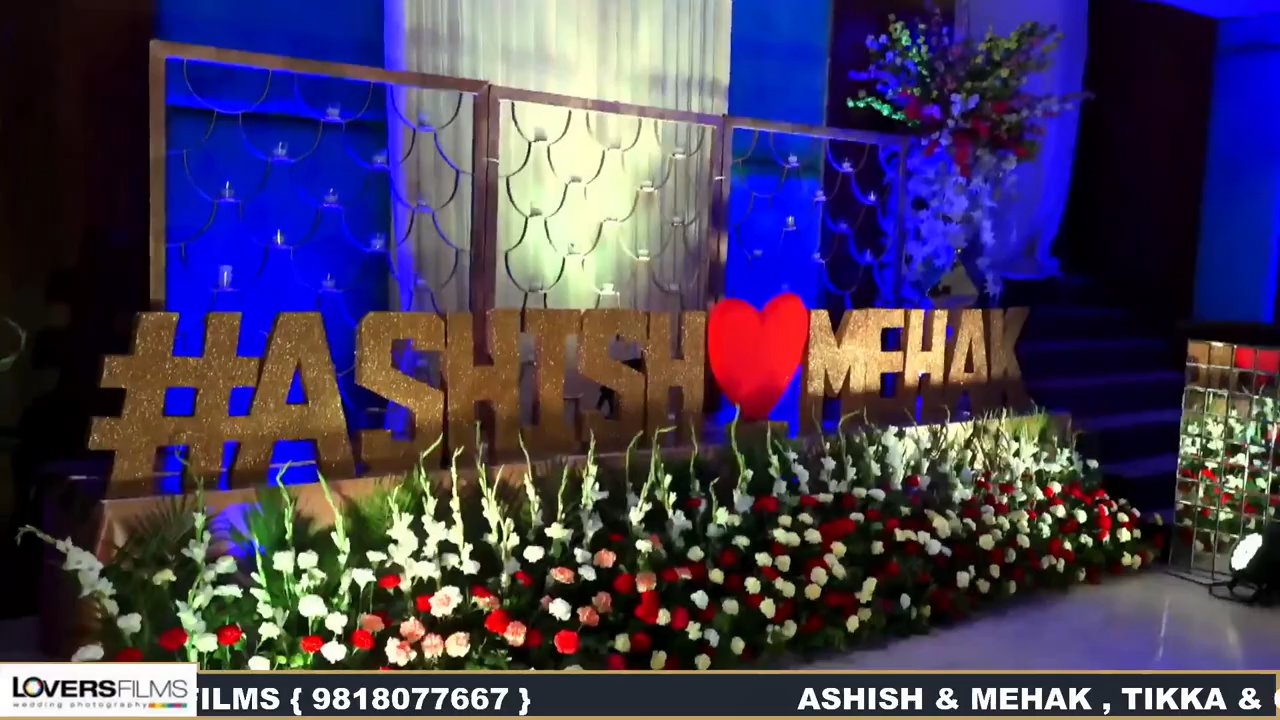 #ASHISH MEHAK
LOVERSFILMS
wedding photography
FILMS { 9818077667 } ASHISH & MEHAK , TIKKA &